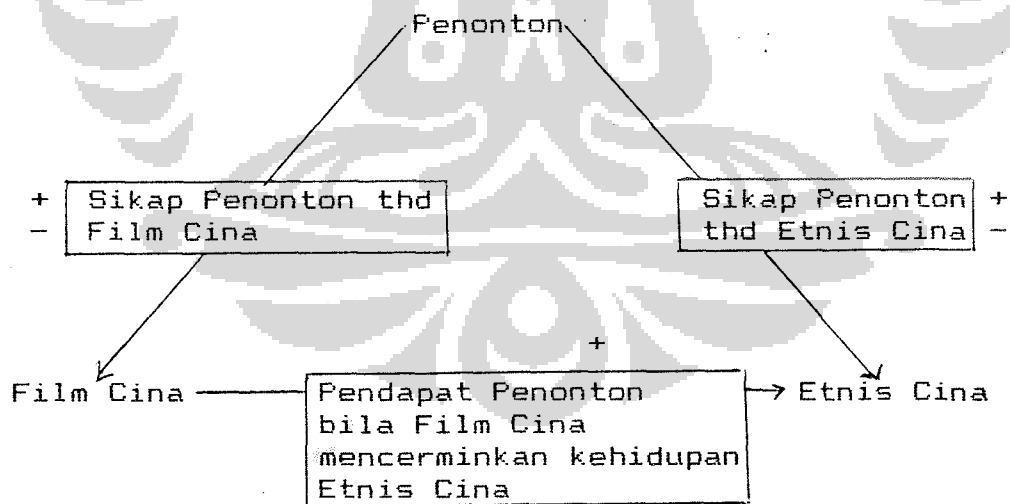 Penonton
+ Sikap Penonton thd
- Film Cina
Sikap Penonton +
thd Etnis Cina -
+
Film Cina
Pendapat Penonton
bila Film Cina
mencerminkan kehidupan
Etnis Cina
Etnis Cina